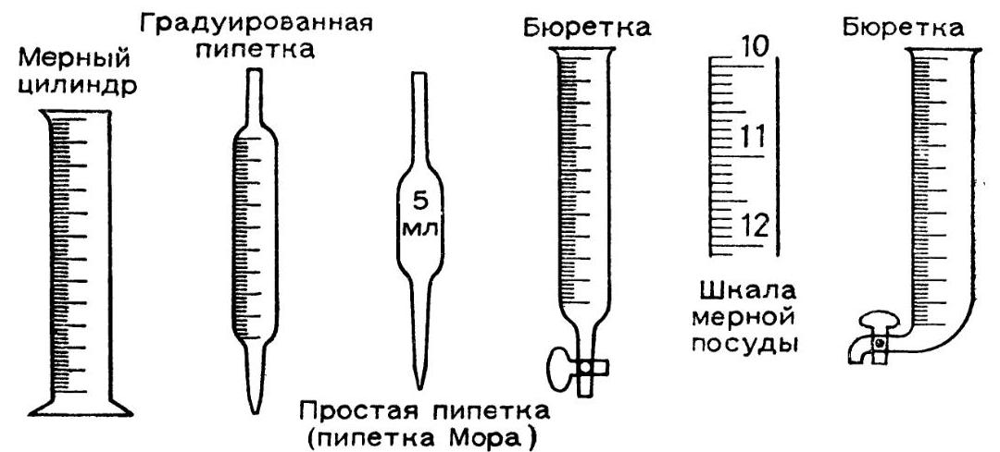 Мерный
цилиндр
Градуированная
пипетка
5
мл
Простая пипетка
(пипетка Мора)
Бюретка
10
11
12
Шкала
мерной
посуды
Бюретка